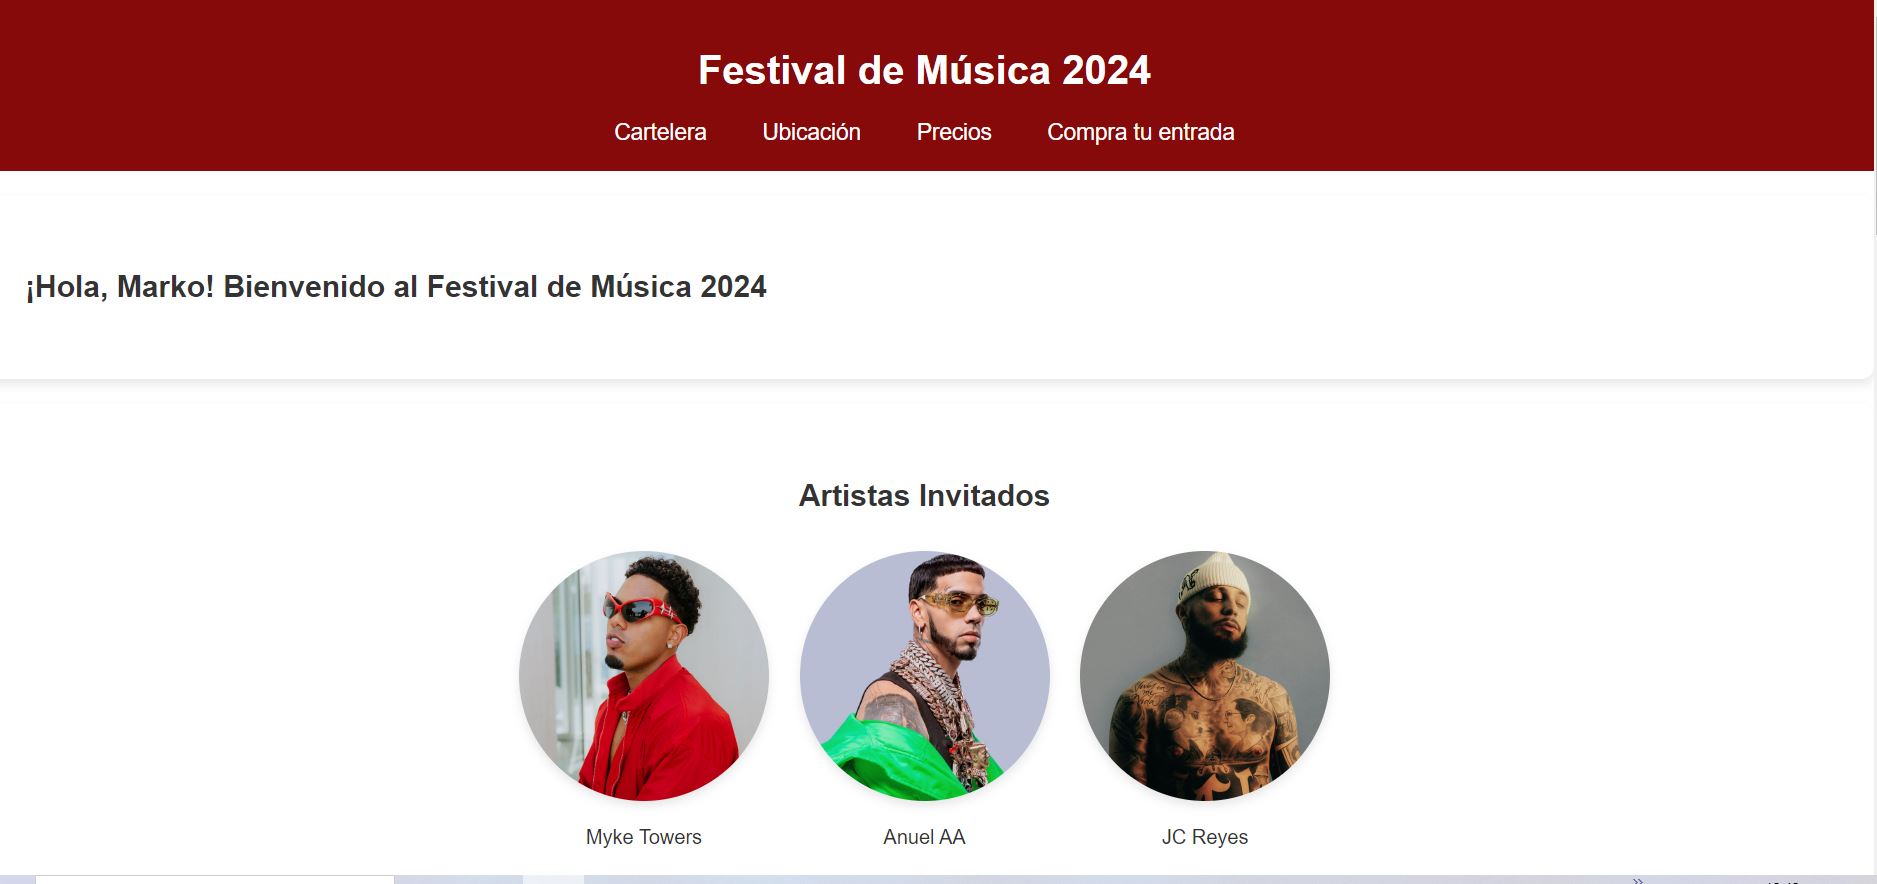 Festival de Música 2024
Cartelera Ubicación Precios Compra tu entrada
¡Hola, Marko! Bienvenido al Festival de Música 2024
Artistas Invitados
Myke Towers Anuel AA JC Reyes